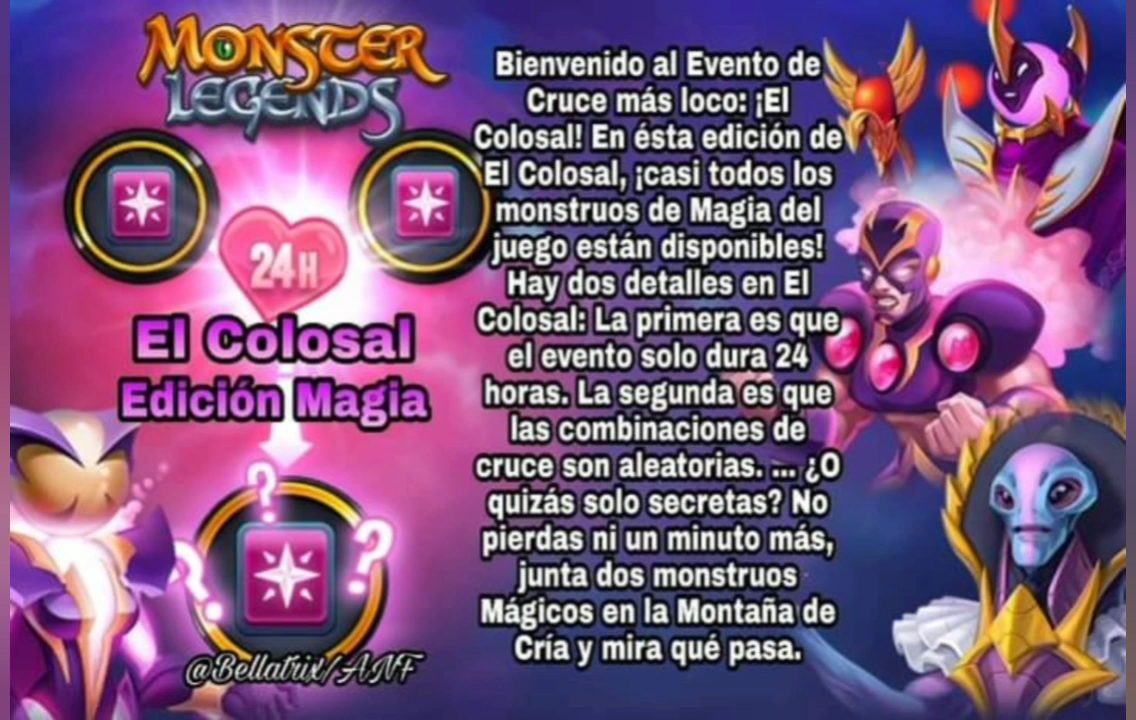 MONSTER
LEGENDS
24H
El Colosal
Edición Magia
? ? ?
@Bellatrix/ANF
Bienvenido al Evento de
Cruce más loco: ¡El
Colosal! En ésta edición de
El Colosal, ¡casi todos los
monstruos de Magia del
juego están disponibles!
Hay dos detalles en El
Colosal: La primera es que
el evento solo dura 24
horas. La segunda es que
las combinaciones de
cruce son aleatorias. ... ¿O
quizás solo secretas? No
pierdas ni un minuto más,
junta dos monstruos
Mágicos en la Montaña de
Cría y mira qué pasa.